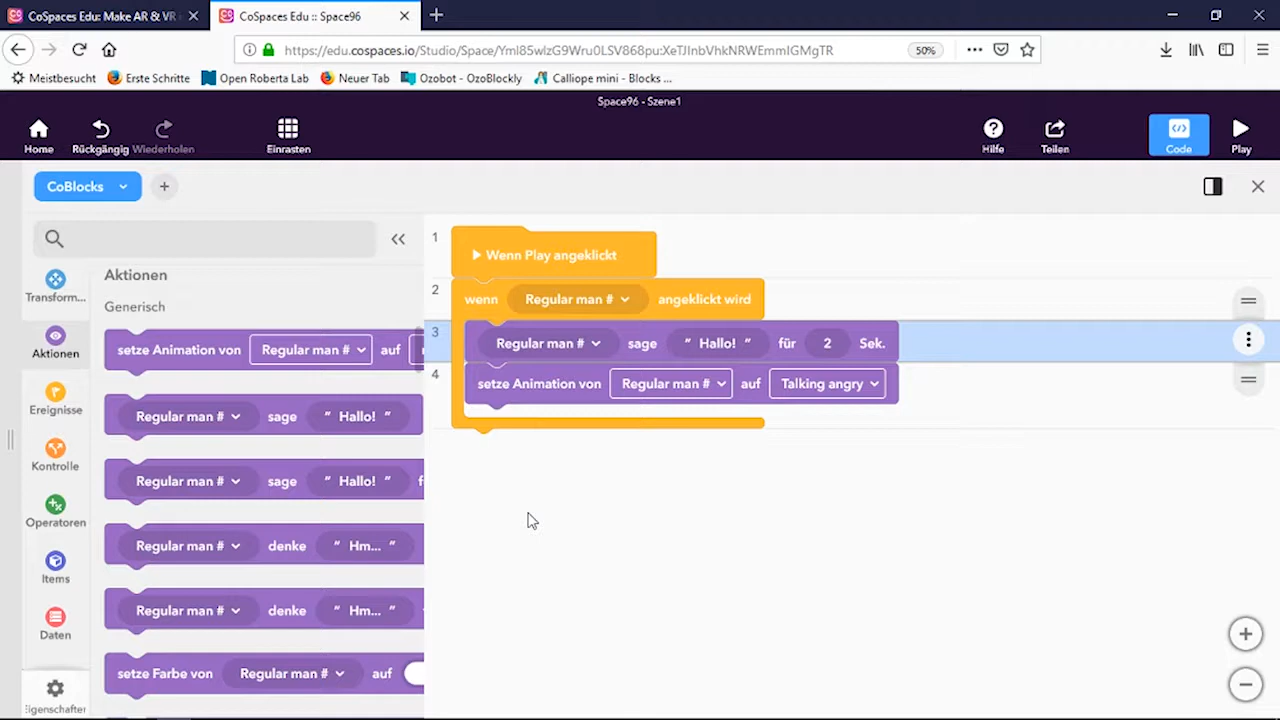 CoSpaces Edu: Make AR & VR
CoSpaces Edu :: Space96
https://edu.cospaces.io/Studio/Space/
50%
Meistbesucht
Erste Schritte
Open Roberta Lab
Neuer Tab
Ozobot - OzoBlockly
Calliope mini - Blocks ...
Space96 - Szene1
Home
Rückgängig
Wiederholen
Einrasten
Hilfe
Teilen
Code
Play
CoBlocks
Transform...
Aktionen
Ereignisse
Kontrolle
Operatoren
Items
Daten
Eigenschafter
Aktionen
Generisch
setze Animation von Regular man # auf
Regular man # sage “ Hallo! ”
Regular man # sage “ Hallo! ” f
Regular man # denke “ Hm... ”
Regular man # denke “ Hm... ”
setze Farbe von Regular man # auf
1 Wenn Play angeklickt
2 wenn Regular man # angeklickt wird
3 Regular man # sage “ Hallo! ” für 2 Sek.
4 setze Animation von Regular man # auf Talking angry